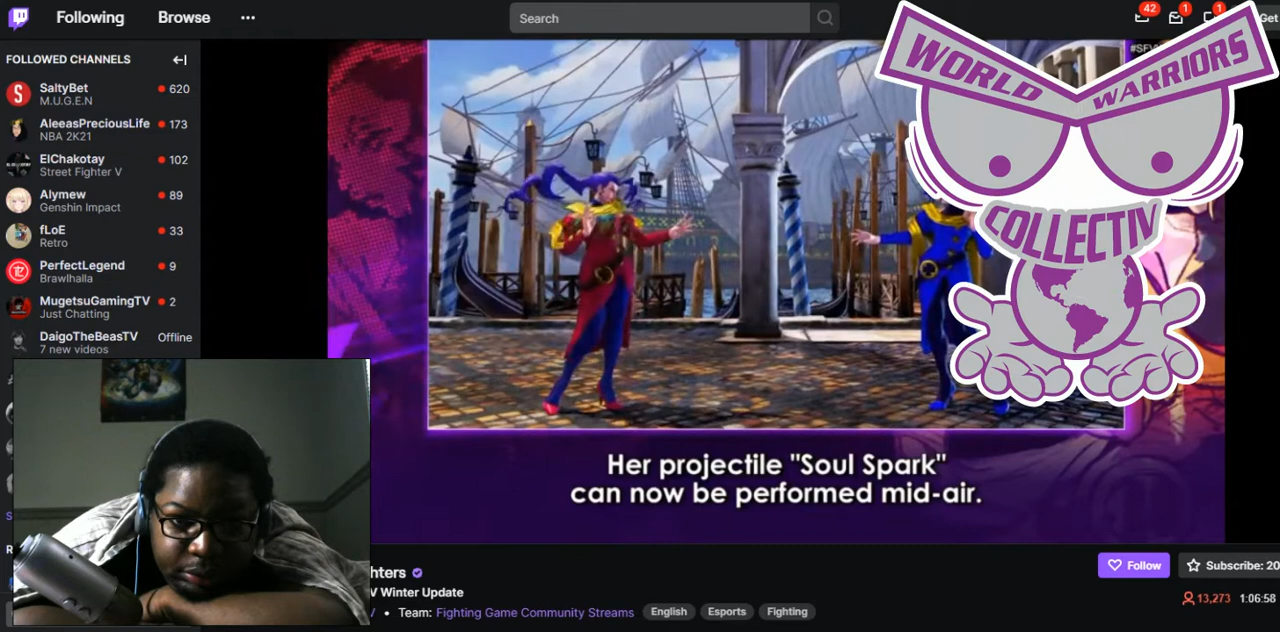 Following
Browse
Search
42
1
1
Get
FOLLOWED CHANNELS
SaltyBet
620
M.U.G.E.N
AleeasPreciousLife
173
NBA 2K21
ElChakotay
102
Street Fighter V
Alymew
89
Genshin Impact
fLoE
33
Retro
PerfectLegend
9
Brawlhalla
MugetsuGamingTV
2
Just Chatting
DaigoTheBeasTV
Offline
7 new videos
WORLD WARRIORS
COLLECTIV
Her projectile "Soul Spark"
can now be performed mid-air.
hters
Follow
Subscribe: 20
V Winter Update
V • Team: Fighting Game Community Streams
English
Esports
Fighting
13,273
1:06:58